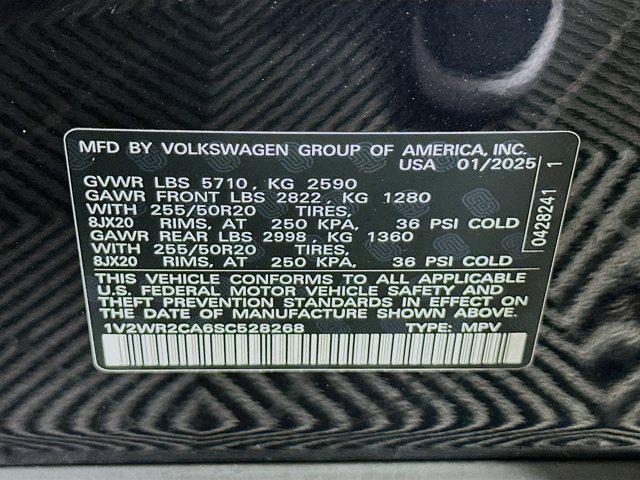 MFD BY VOLKSWAGEN GROUP OF AMERICA, INC.
USA 01/2025
GVWR LBS 5710, KG 2590
GAWR FRONT LBS 2822, KG 1280
WITH 255/50R20 TIRES,
8JX20 RIMS, AT 250 KPA, 36 PSI COLD
GAWR REAR LBS 2998, KG 1360
WITH 255/50R20 TIRES,
8JX20 RIMS, AT 250 KPA, 36 PSI COLD
THIS VEHICLE CONFORMS TO ALL APPLICABLE
U.S. FEDERAL MOTOR VEHICLE SAFETY AND
THEFT PREVENTION STANDARDS IN EFFECT ON
THE DATE OF MANUFACTURE SHOWN ABOVE.
1V2WR2CA6SC528268 TYPE: MPV
0428241 1